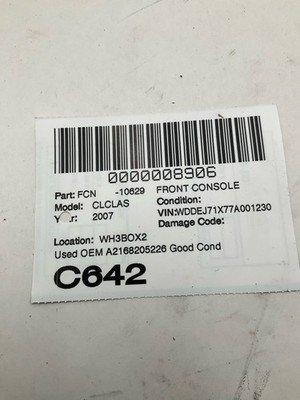 0000008906
Part: FCN -10629 FRONT CONSOLE
Model: CLCLAS Condition:
Year: 2007 VIN:WDDEJ71X77A001230
Damage Code:
Location: WH3BOX2
Used OEM A2168205226 Good Cond
C642